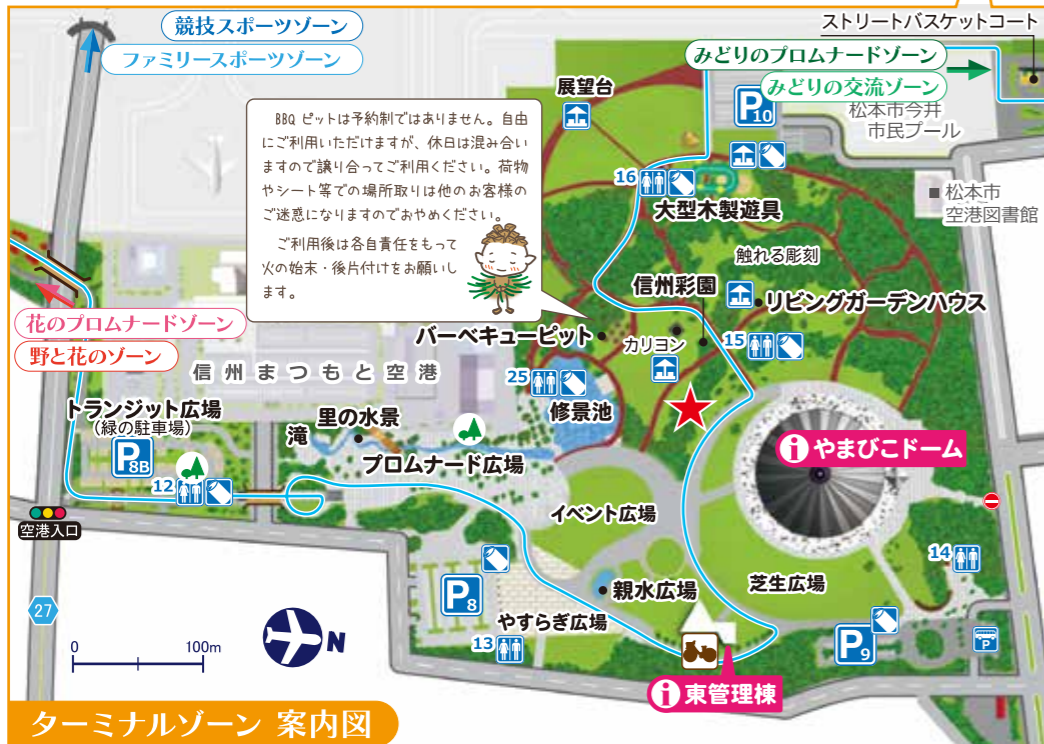 競技スポーツゾーン
ファミリースポーツゾーン
ストリートバスケットコート
みどりのプロムナードゾーン
みどりの交流ゾーン
展望台
P10
松本市今井
市民プール
BBQ ピットは予約制ではありません。自由
にご利用いただけますが、休日は混み合い
ますので譲り合ってご利用ください。荷物
やシート等での場所取りは他のお客様の
ご迷惑になりますのでおやめください。
ご利用後は各自責任をもって
火の始末・後片付けをお願いし
ます。
16
大型木製遊具
■ 松本市
空港図書館
触れる彫刻
信州彩園
リビングガーデンハウス
花のプロムナードゾーン
野と花のゾーン
バーベキューピット
カリヨン
15
信州まつもと空港
25
修景池
トランジット広場
(緑の駐車場)
P8B
滝
里の水景
プロムナード広場
i やまびこドーム
12
空港入口
イベント広場
14
27
P8
親水広場
芝生広場
やすらぎ広場
13
P9
P
0 100m
N
i 東管理棟
ターミナルゾーン 案内図